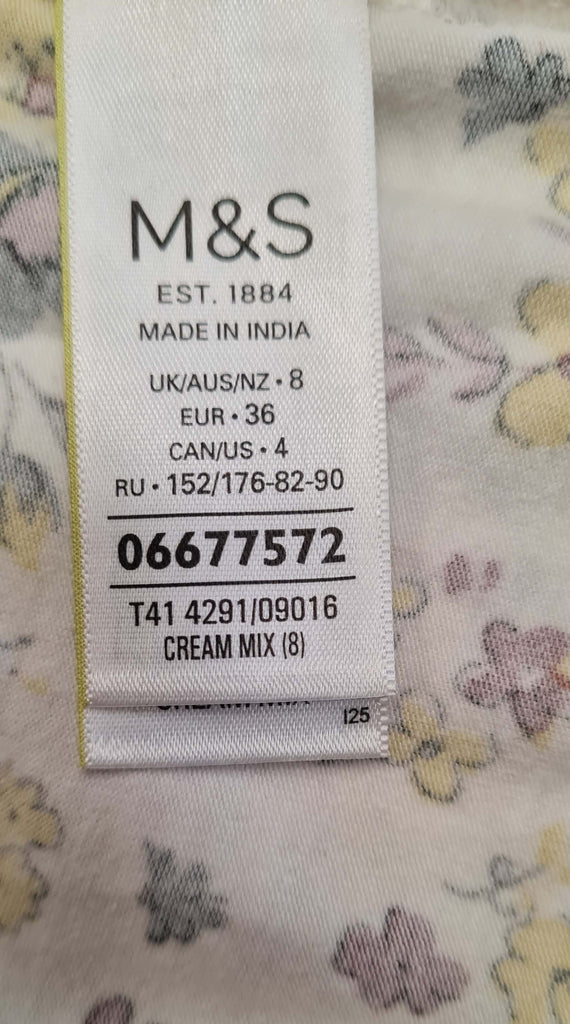 M&S
EST. 1884
MADE IN INDIA
UK/AUS/NZ • 8
EUR • 36
CAN/US • 4
RU • 152/176-82-90
06677572
T41 4291/09016
CREAM MIX (8)
I25